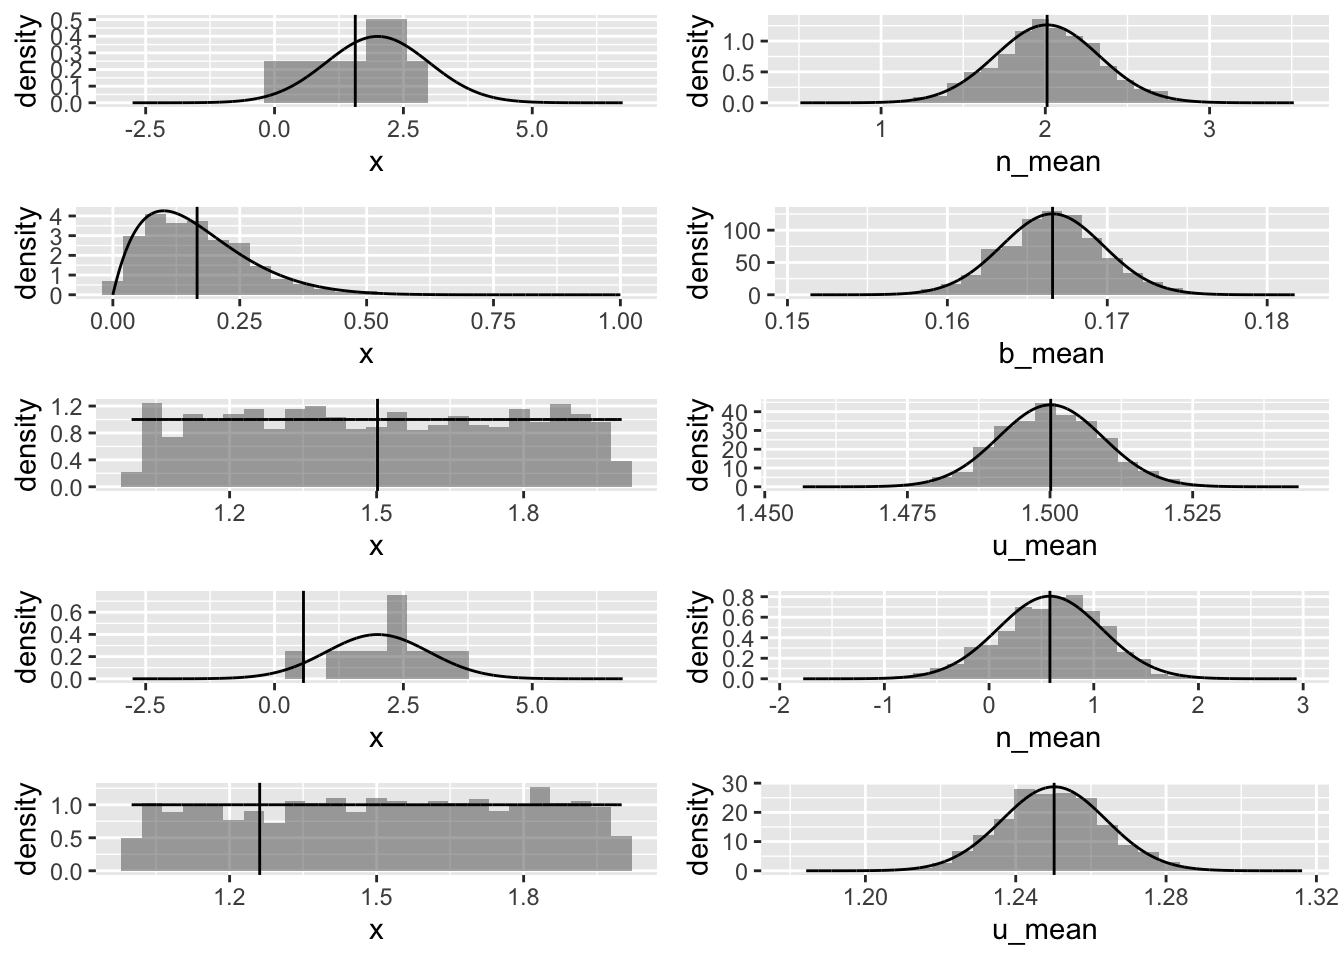 density
0.5
0.4
0.3
0.2
0.1
0.0
-2.5 0.0 2.5 5.0
x
density
1.0
0.5
0.0
1 2 3
n_mean
density
4
3
2
1
0
0.00 0.25 0.50 0.75 1.00
x
density
100
50
0
0.15 0.16 0.17 0.18
b_mean
density
1.2
0.8
0.4
0.0
1.2 1.5 1.8
x
density
40
30
20
10
0
1.450 1.475 1.500 1.525
u_mean
density
0.6
0.4
0.2
0.0
-2.5 0.0 2.5 5.0
x
density
0.8
0.6
0.4
0.2
0.0
-2 -1 0 1 2 3
n_mean
density
1.0
0.5
0.0
1.2 1.5 1.8
x
density
30
20
10
0
1.20 1.24 1.28 1.32
u_mean